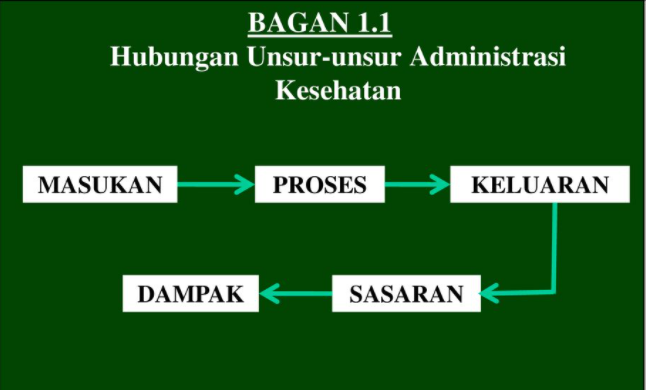 BAGAN 1.1
Hubungan Unsur-unsur Administrasi
Kesehatan
MASUKAN
PROSES
KELUARAN
SASARAN
DAMPAK